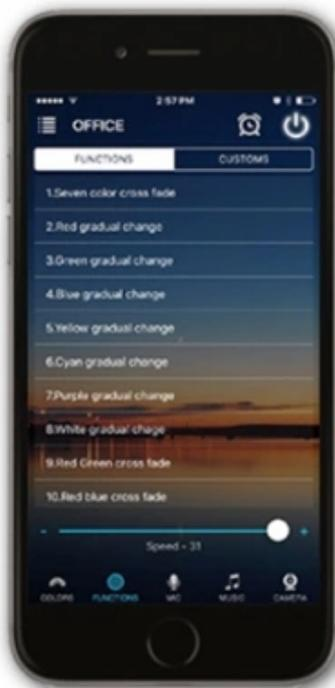 2:57 PM
OFFICE
FUNCTIONS CUSTOMS
1.Seven color cross fade
2.Red gradual change
3.Green gradual change
4.Blue gradual change
5.Yellow gradual change
6.Cyan gradual change
7.Purple gradual change
8.White gradual chage
9.Red Green cross fade
10.Red blue cross fade
- +
Speed - 31
COLORS FUNCTIONS MIC MUSIC CAMERA